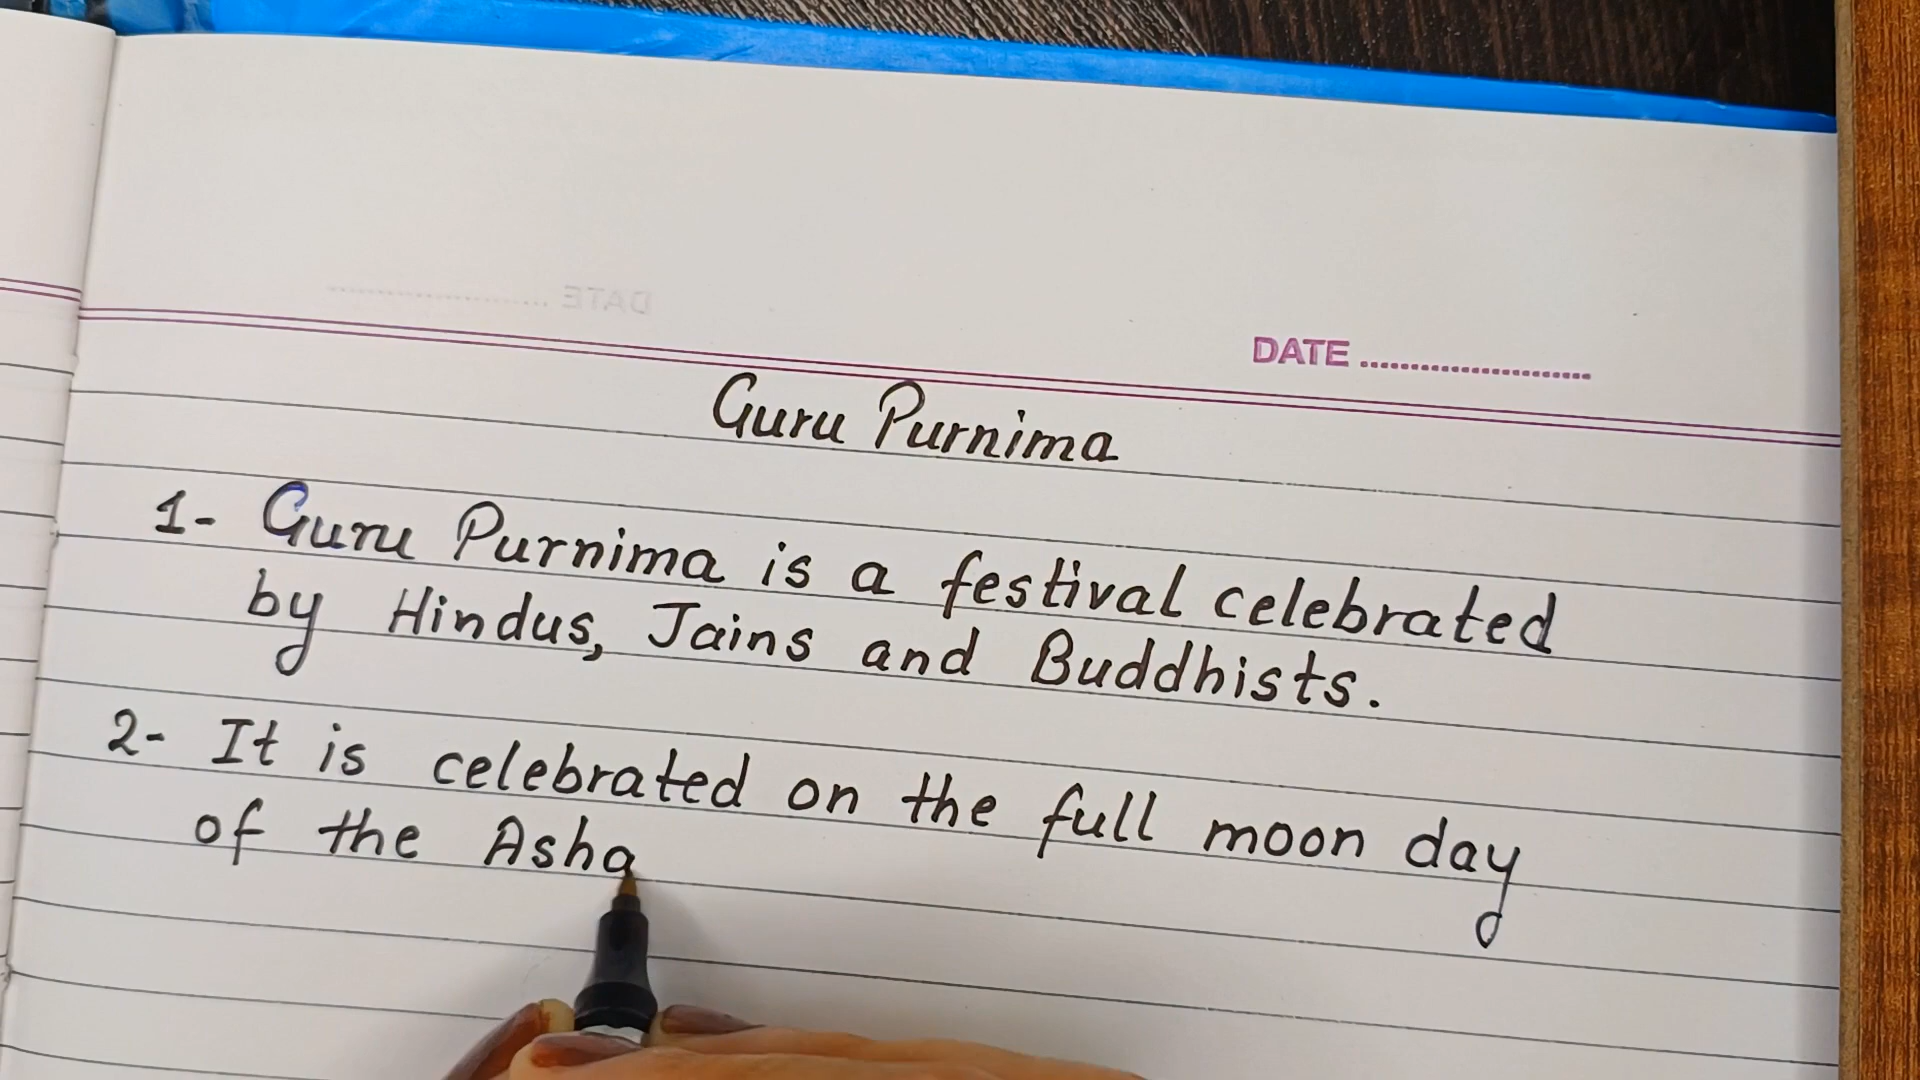 DATE
Guru Purnima
1- Guru Purnima is a festival celebrated
by Hindus, Jains and Buddhists.
2- It is celebrated on the full moon day
of the Asha